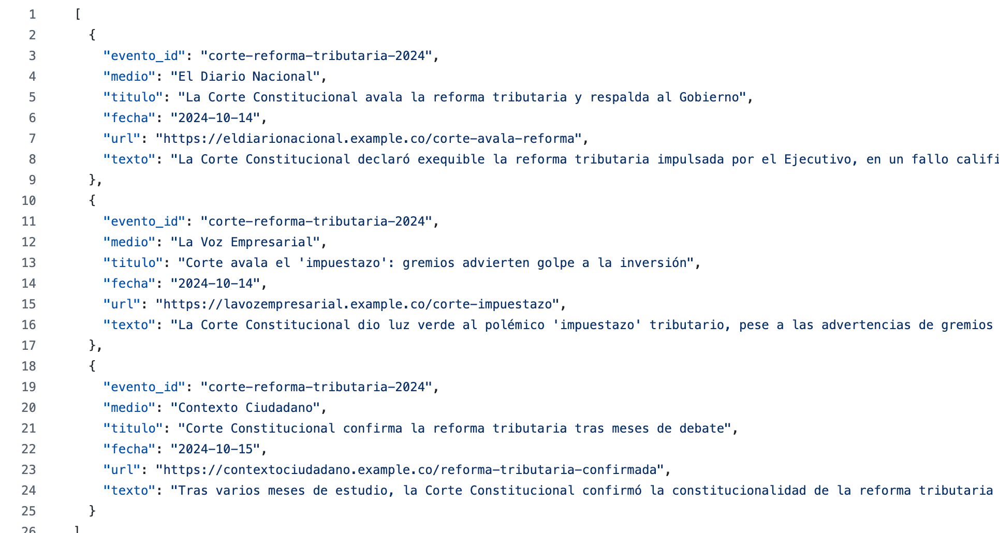 1 [
2 {
3 "evento_id": "corte-reforma-tributaria-2024",
4 "medio": "El Diario Nacional",
5 "titulo": "La Corte Constitucional avala la reforma tributaria y respalda al Gobierno",
6 "fecha": "2024-10-14",
7 "url": "https://eldiarionacional.example.co/corte-avala-reforma",
8 "texto": "La Corte Constitucional declaró exequible la reforma tributaria impulsada por el Ejecutivo, en un fallo califi
9 },
10 {
11 "evento_id": "corte-reforma-tributaria-2024",
12 "medio": "La Voz Empresarial",
13 "titulo": "Corte avala el 'impuestazo': gremios advierten golpe a la inversión",
14 "fecha": "2024-10-14",
15 "url": "https://lavozempresarial.example.co/corte-impuestazo",
16 "texto": "La Corte Constitucional dio luz verde al polémico 'impuestazo' tributario, pese a las advertencias de gremios
17 },
18 {
19 "evento_id": "corte-reforma-tributaria-2024",
20 "medio": "Contexto Ciudadano",
21 "titulo": "Corte Constitucional confirma la reforma tributaria tras meses de debate",
22 "fecha": "2024-10-15",
23 "url": "https://contextociudadano.example.co/reforma-tributaria-confirmada",
24 "texto": "Tras varios meses de estudio, la Corte Constitucional confirmó la constitucionalidad de la reforma tributaria
25 }
26 ]